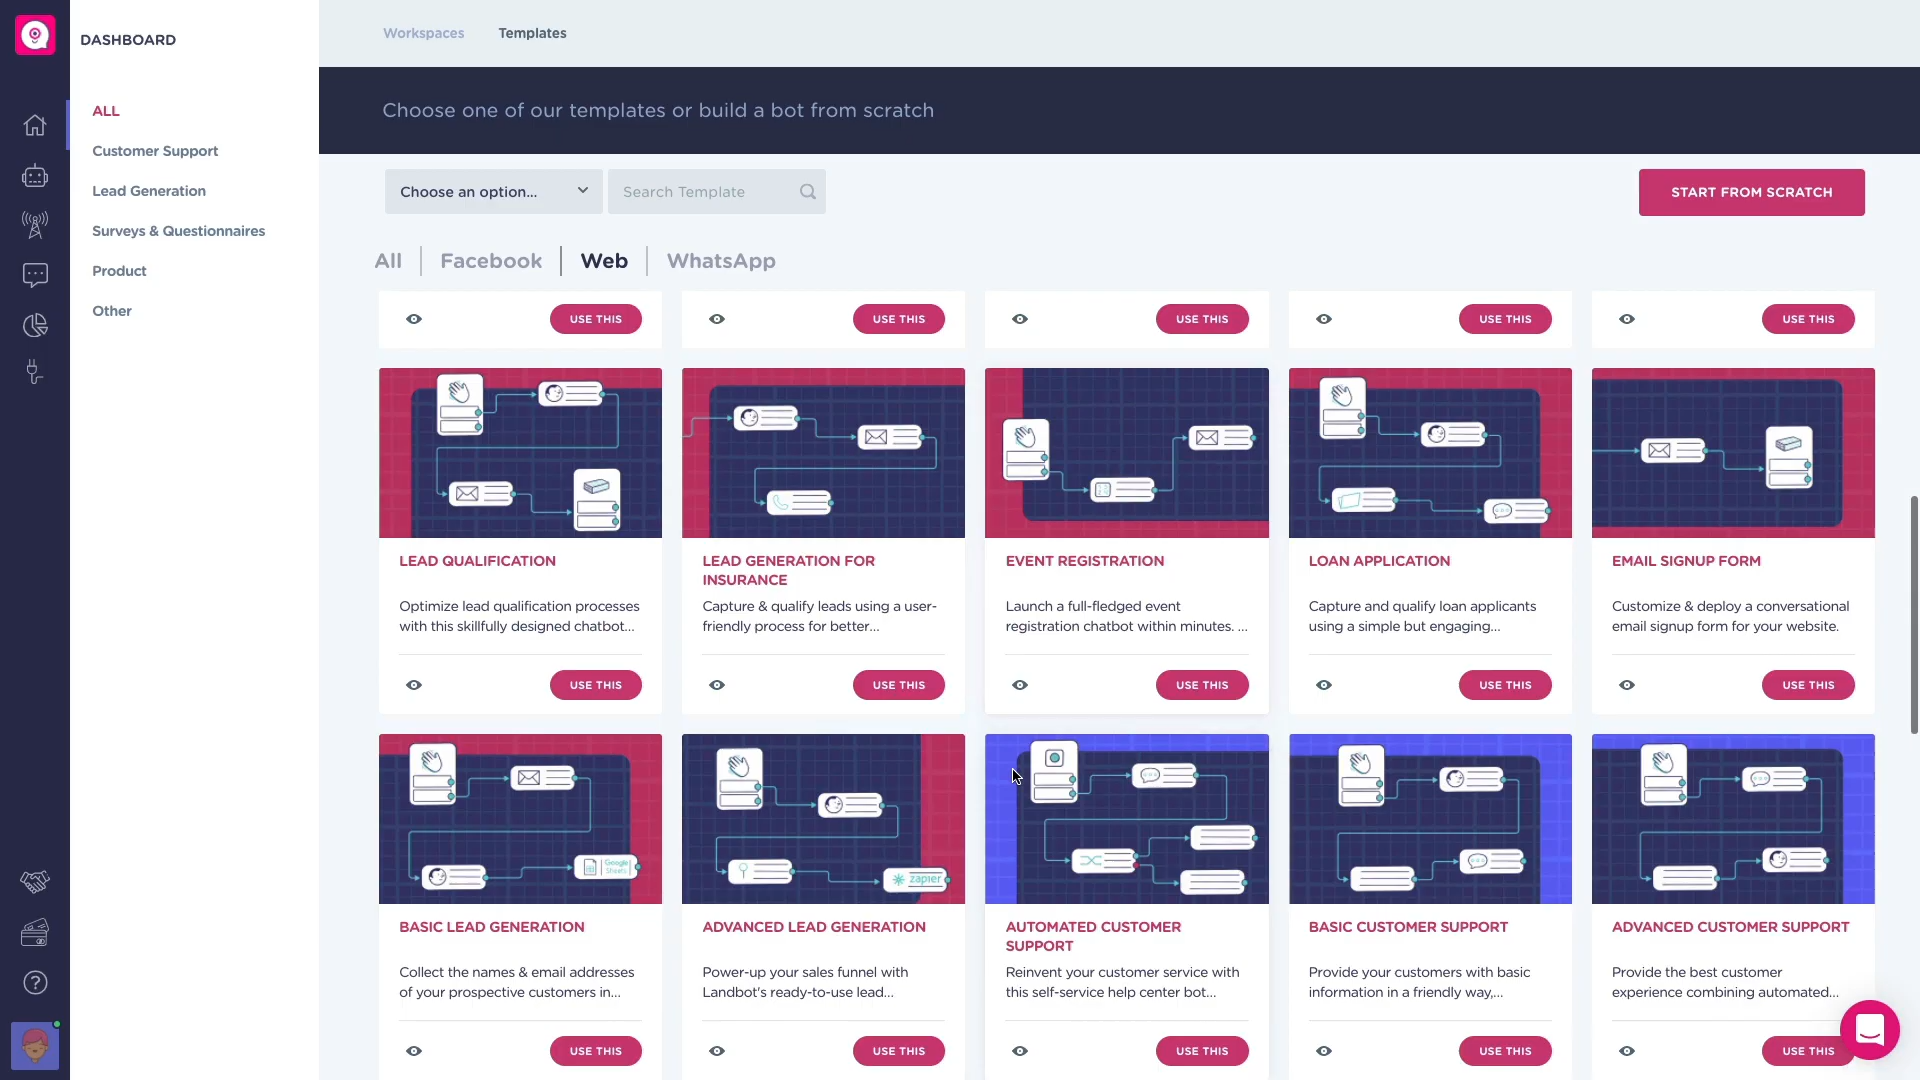 DASHBOARD
ALL
Customer Support
Lead Generation
Surveys & Questionnaires
Product
Other
Workspaces
Templates
Choose one of our templates or build a bot from scratch
Choose an option...
Search Template
START FROM SCRATCH
All
Facebook
Web
WhatsApp
USE THIS
USE THIS
USE THIS
USE THIS
USE THIS
LEAD QUALIFICATION
Optimize lead qualification processes
with this skillfully designed chatbot...
USE THIS
LEAD GENERATION FOR
INSURANCE
Capture & qualify leads using a user-
friendly process for better...
USE THIS
EVENT REGISTRATION
Launch a full-fledged event
registration chatbot within minutes. ...
USE THIS
LOAN APPLICATION
Capture and qualify loan applicants
using a simple but engaging...
USE THIS
EMAIL SIGNUP FORM
Customize & deploy a conversational
email signup form for your website.
USE THIS
Google
Sheets
BASIC LEAD GENERATION
Collect the names & email addresses
of your prospective customers in...
USE THIS
zapier
ADVANCED LEAD GENERATION
Power-up your sales funnel with
Landbot's ready-to-use lead...
USE THIS
AUTOMATED CUSTOMER
SUPPORT
Reinvent your customer service with
this self-service help center bot...
USE THIS
BASIC CUSTOMER SUPPORT
Provide your customers with basic
information in a friendly way,...
USE THIS
ADVANCED CUSTOMER SUPPORT
Provide the best customer
experience combining automated...
USE THIS